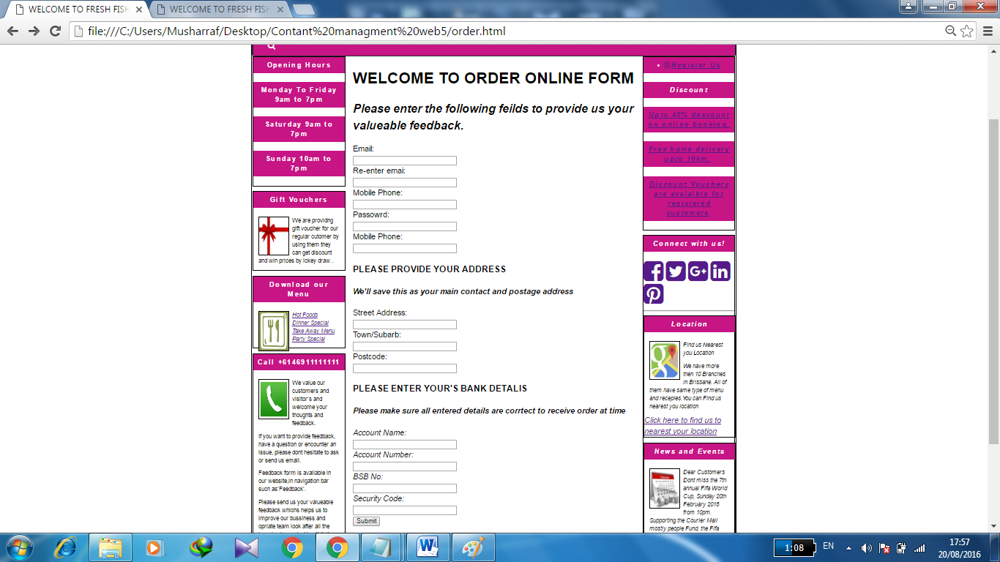 WELCOME TO FRESH FISH
WELCOME TO FRESH FISH
file:///C:/Users/Musharraf/Desktop/Contant%20managment%20web5/order.html
Opening Hours
Monday To Friday
9am to 7pm
Saturday 9am to
7pm
Sunday 10am to
7pm
Gift Vouchers
We are providng
gift voucher for our
regular cutomer by
using them they
can get discount
and win prices by lckey draw .
Download our
Menu
Hot Foods
Dinner Special
Take Away Menu
Party Special
Call +6146911111111
We value our
customers and
visitor's and
welcome your
thoughts and
feedback.
If you want to provide feedback,
have a question or encounter an
issue, please dont hesitate to ask
or send us email.
Feedback form is available in
our website,in navigation bar
such as'Feedback'.
Please send us your valueable
feedback whichs helps us to
improve our bussiness and
opriate team look after all the
WELCOME TO ORDER ONLINE FORM
Please enter the following feilds to provide us your
valueable feedback.
Email:
Re-enter emai:
Mobile Phone:
Passowrd:
Mobile Phone:
PLEASE PROVIDE YOUR ADDRESS
We'll save this as your main contact and postage address
Street Address:
Town/Subarb:
Postcode:
PLEASE ENTER YOUR'S BANK DETALIS
Please make sure all entered details are corrtect to receive order at time
Account Name:
Account Number:
BSB No:
Security Code:
Submit
®Register Us
Discount
Upto 40% descount
on online booking.
Free home delivery
upto 10km.
Discount Vouchers
are avaialble for
registered
customers
Connect with us!
Location
Find us Nearest
you Location
We have more
then 10 Branches
in Brisbane. All of
them have same type of menu
and recepies.You can Find us
nearest you location
Click here to find us to
nearest your location
News and Events
Dear Customers
Dont miss the 7th
annual Fifa World
Cup, Sunday 20th
February 2016
from 10pm.
Supporting the Courier Mail
mostly people Fund, the Fifa
1:08
EN
17:57
20/08/2016